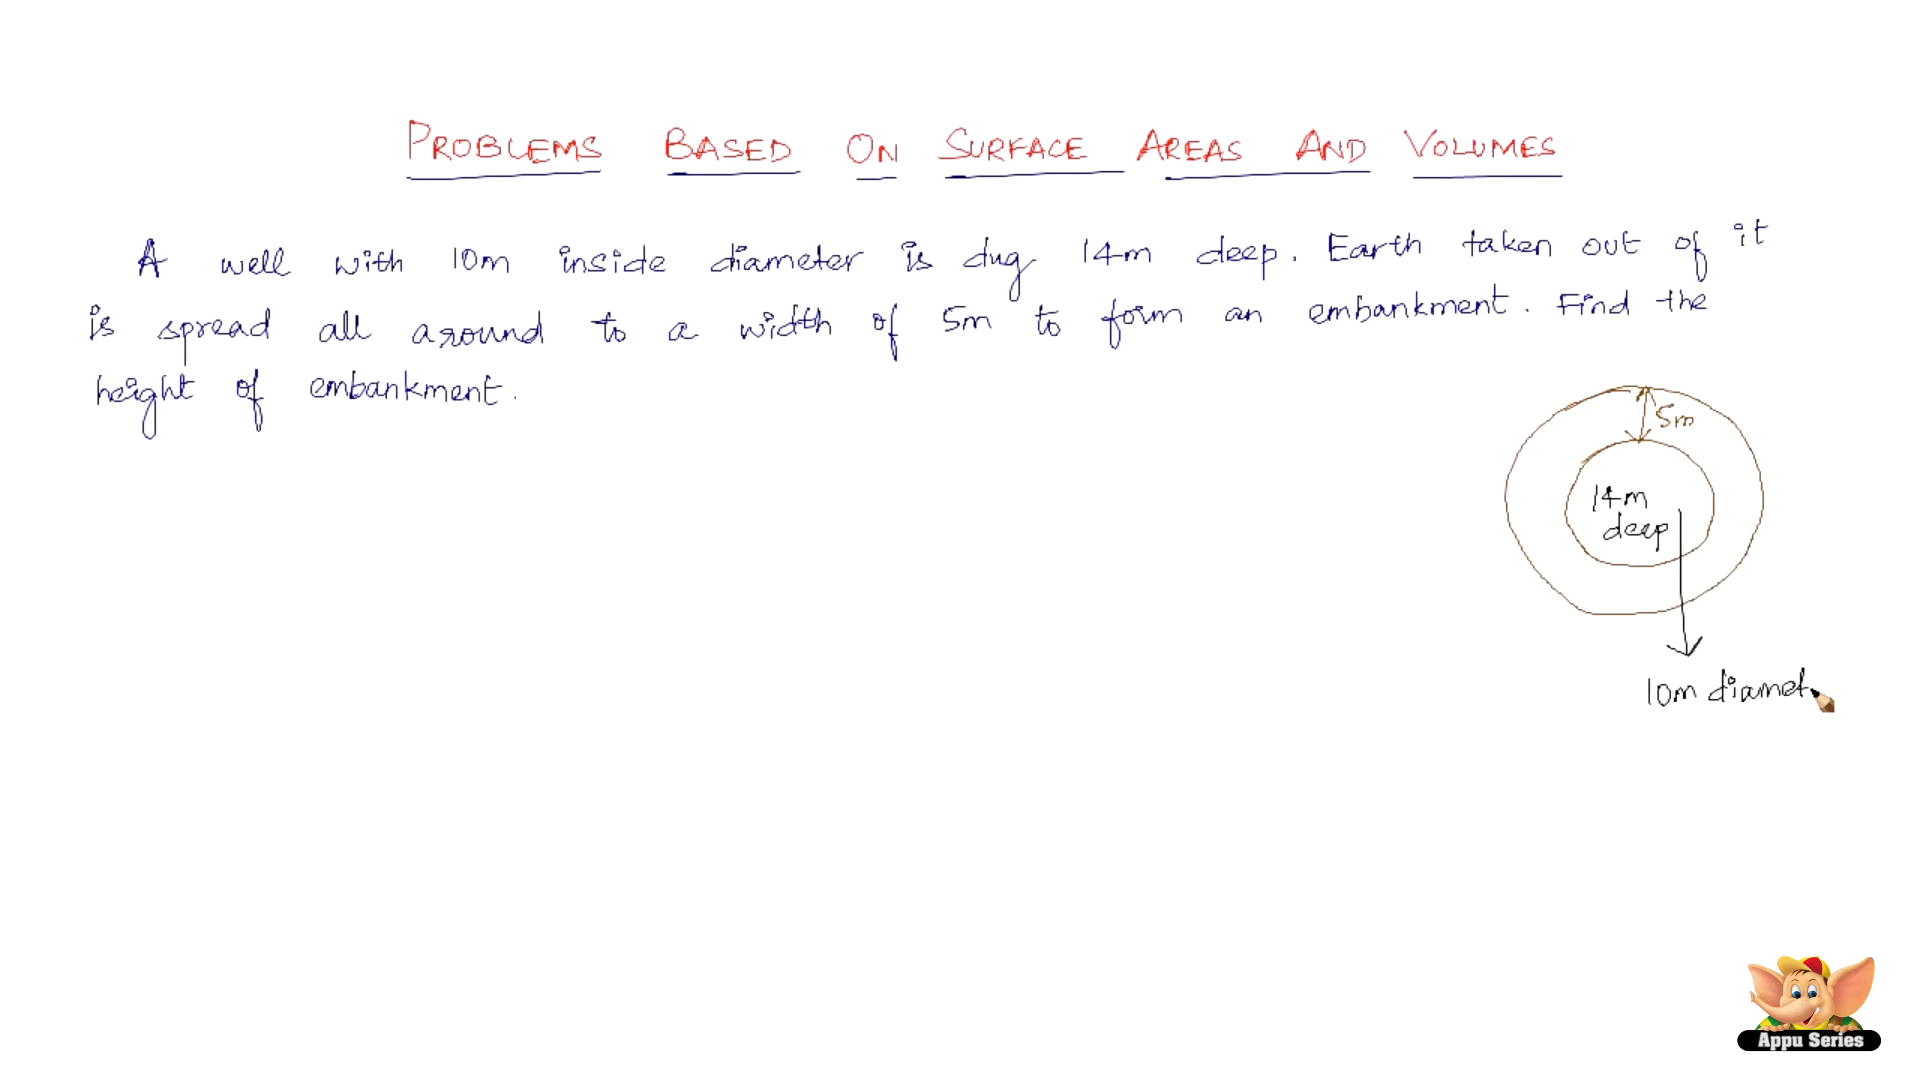 PROBLEMS BASED ON SURFACE AREAS AND VOLUMES
A well with 10m inside diameter is dug 14m deep. Earth taken out of it
is spread all around to a width of 5m to form an embankment. Find the
height of embankment.
5m
14m
deep
10m diamet
Appu Series